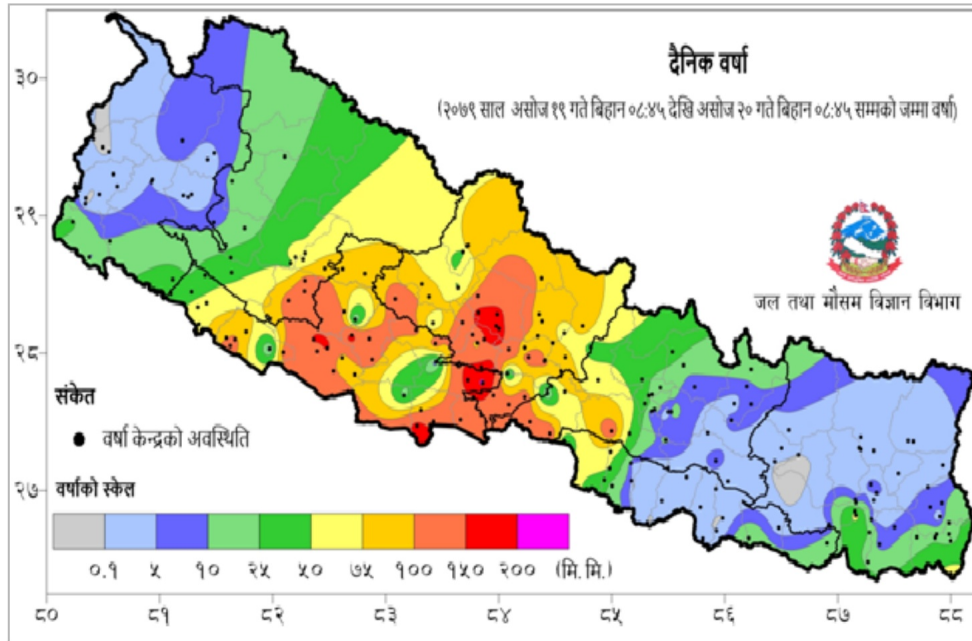 दैनिक वर्षा
(२०७९ साल असोज १९ गते बिहान ०८:४५ देखि असोज २० गते बिहान ०८:४५ सम्मको जम्मा वर्षा)
जल तथा मौसम बिज्ञान बिभाग
३०
२९
२८
२७
संकेत
वर्षा केन्द्रको अवस्थिति
वर्षाको स्केल
०.१ ५ १० २५ ५० ७५ १०० १५० २०० (मि.मि.)
८० ८१ ८२ ८३ ८४ ८५ ८६ ८७ ८८